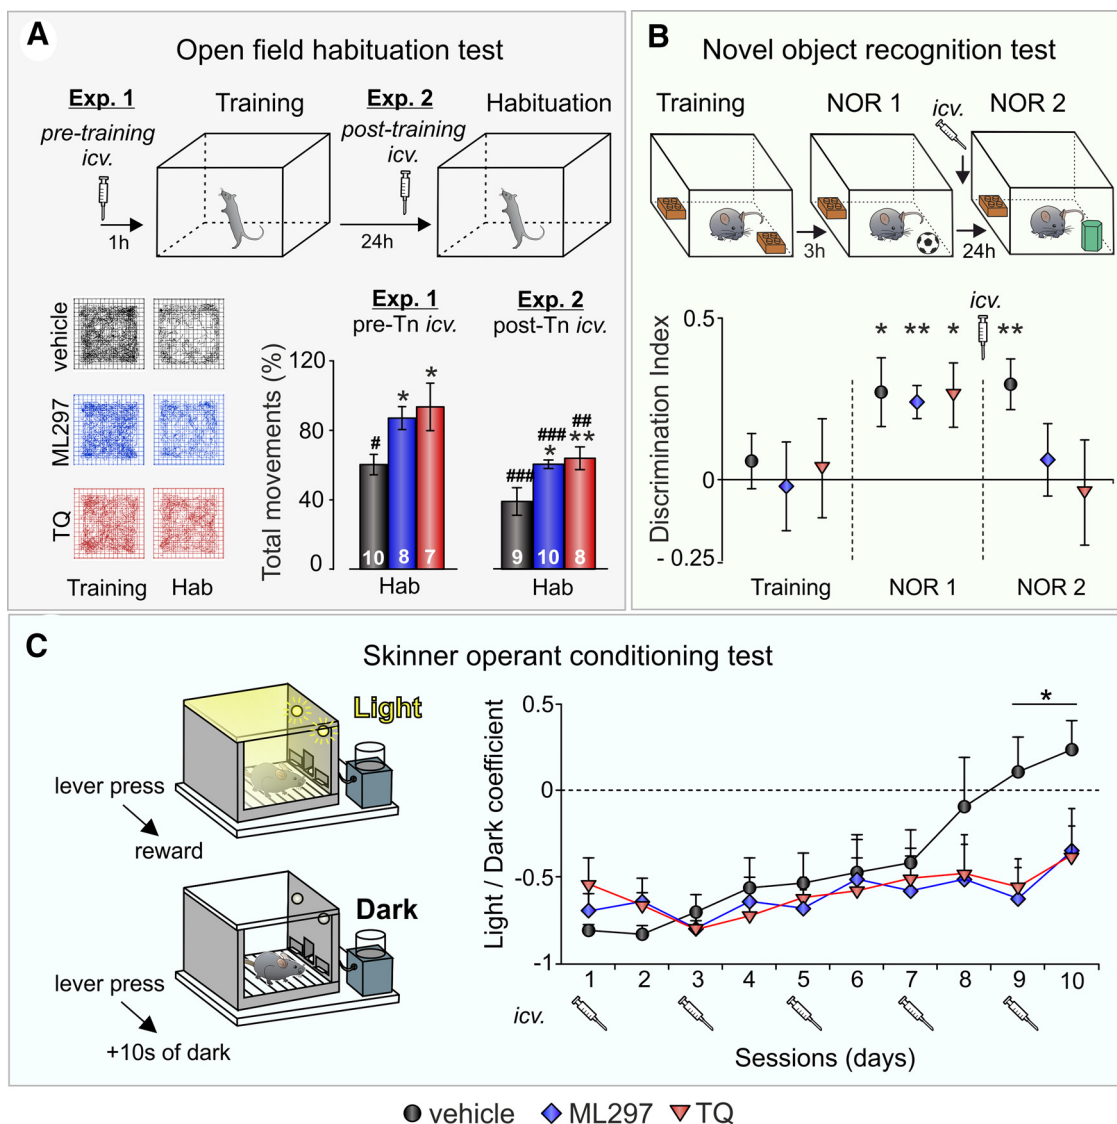 A
Open field habituation test
Exp. 1
pre-training
icv.
Training
Exp. 2
post-training
icv.
Habituation
1h
24h
vehicle
ML297
TQ
Training
Hab
Exp. 1
pre-Tn icv.
Exp. 2
post-Tn icv.
Total movements (%)
120
80
40
0
#
*
*
###
###
*
##
**
10
8
7
9
10
8
Hab
Hab
B
Novel object recognition test
Training
NOR 1
icv.
NOR 2
3h
24h
Discrimination Index
0.5
0
- 0.25
*
**
*
icv.
**
Training
NOR 1
NOR 2
C
Skinner operant conditioning test
Light
lever press
reward
Dark
lever press
+10s of dark
Light / Dark coefficient
0.5
0
-0.5
-1
*
1 2 3 4 5 6 7 8 9 10
icv.
Sessions (days)
vehicle ML297 TQ